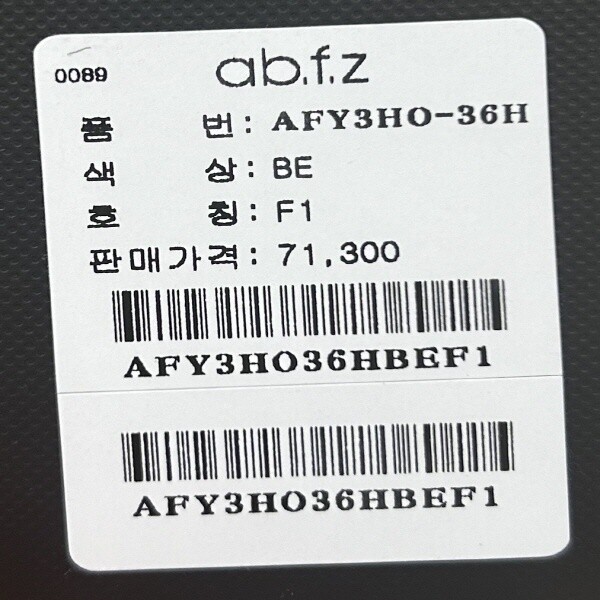 0089 ab.f.z
품 번: AFY3HO-36H
색 상: BE
호 칭: F1
판매가격: 71,300
AFY3HO36HBEF1
AFY3HO36HBEF1